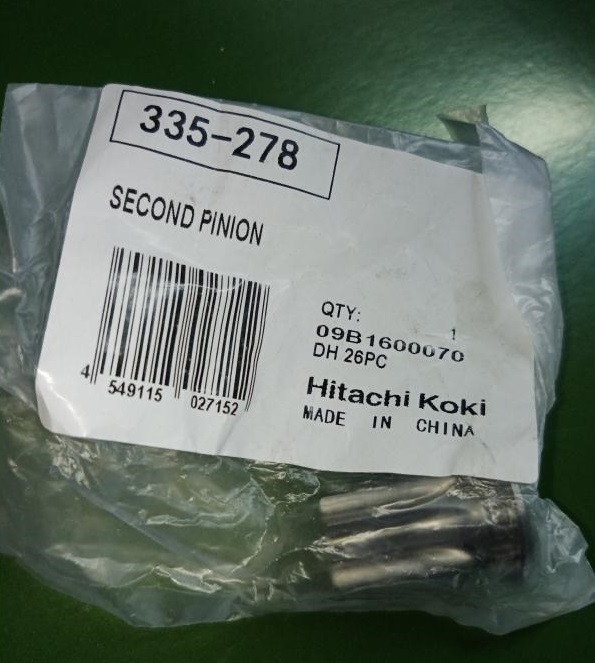 335-278
SECOND PINION
4 549115 027152
QTY: 1
09B1600070
DH 26PC
Hitachi Koki
MADE IN CHINA